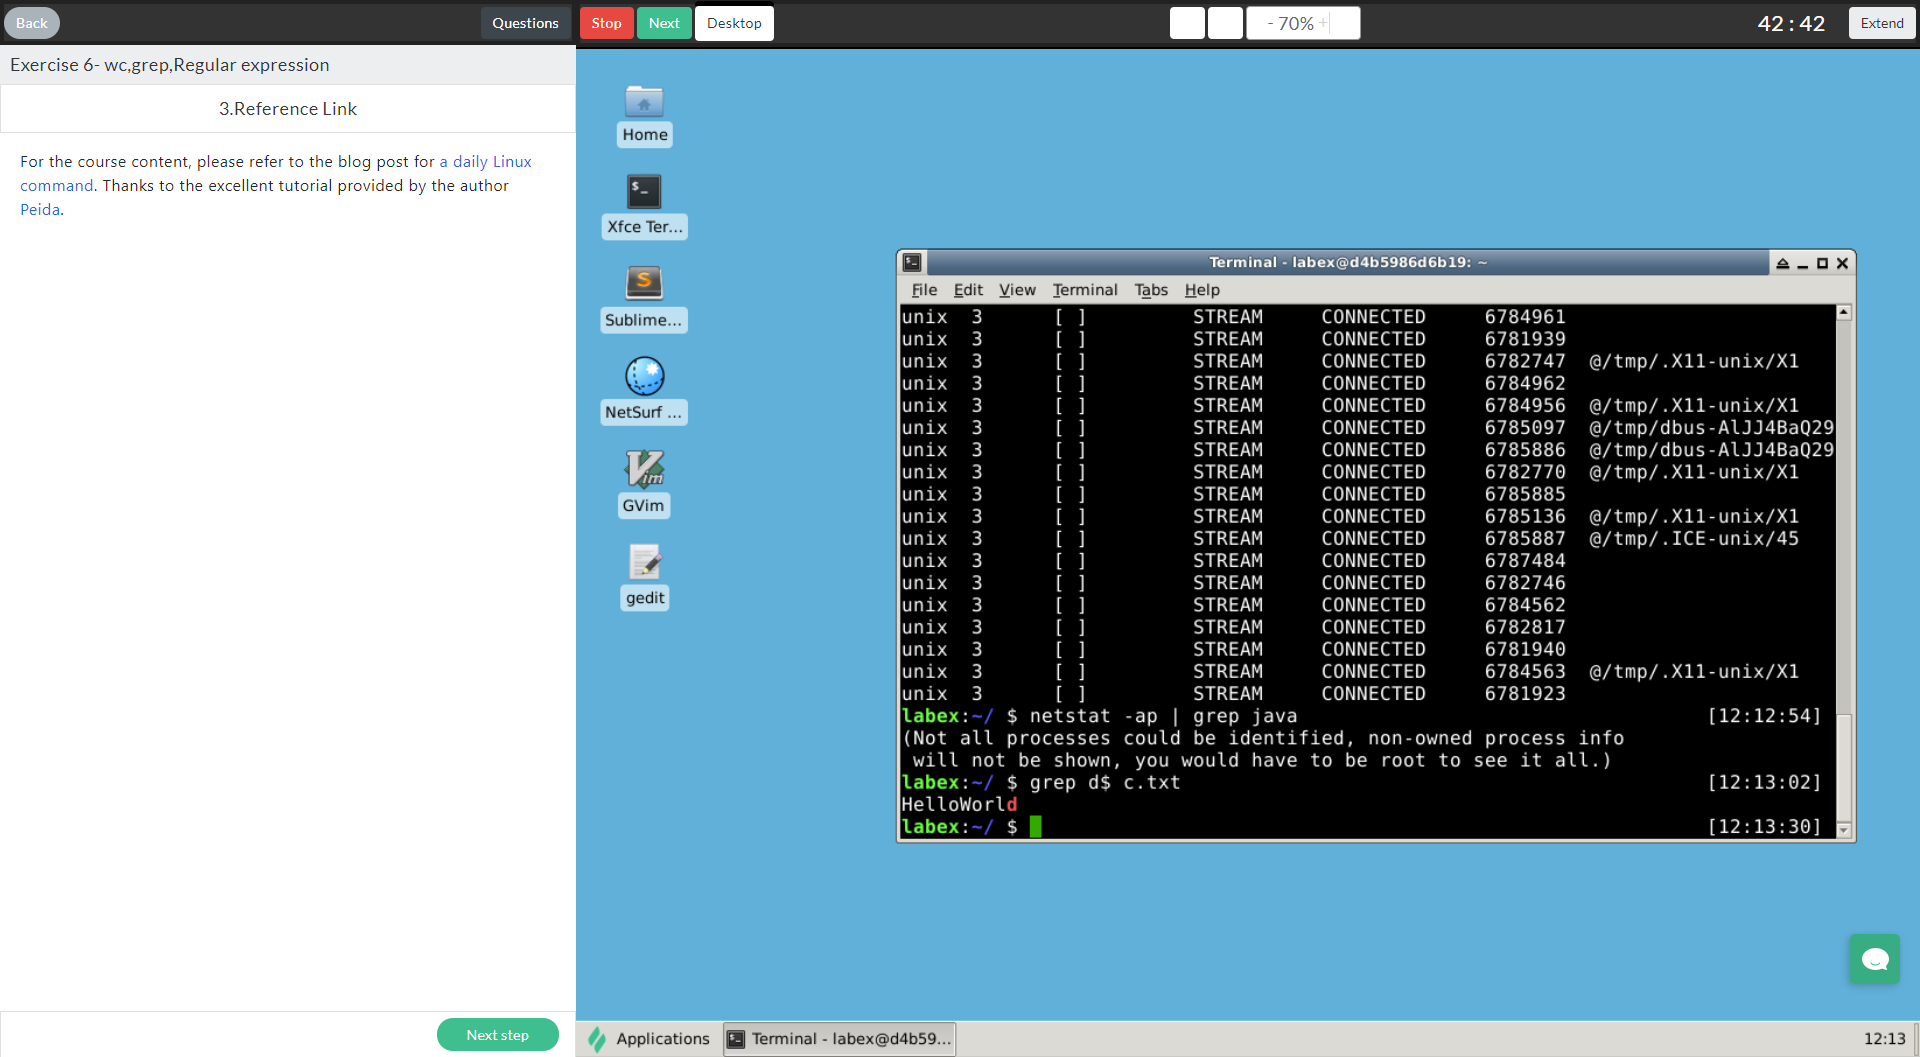 Back
Questions
Stop
Next
Desktop
- 70% +
42 : 42
Extend
Exercise 6- wc,grep,Regular expression
3.Reference Link
For the course content, please refer to the blog post for a daily Linux
command. Thanks to the excellent tutorial provided by the author
Peida.
Next step
Home
Xfce Ter...
Sublime...
NetSurf ...
GVim
gedit
Terminal - labex@d4b5986d6b19: ~
File Edit View Terminal Tabs Help
unix 3 [ ] STREAM CONNECTED 6784961
unix 3 [ ] STREAM CONNECTED 6781939
unix 3 [ ] STREAM CONNECTED 6782747 @/tmp/.X11-unix/X1
unix 3 [ ] STREAM CONNECTED 6784962
unix 3 [ ] STREAM CONNECTED 6784956 @/tmp/.X11-unix/X1
unix 3 [ ] STREAM CONNECTED 6785097 @/tmp/dbus-AlJJ4BaQ29
unix 3 [ ] STREAM CONNECTED 6785886 @/tmp/dbus-AlJJ4BaQ29
unix 3 [ ] STREAM CONNECTED 6782770 @/tmp/.X11-unix/X1
unix 3 [ ] STREAM CONNECTED 6785885
unix 3 [ ] STREAM CONNECTED 6785136 @/tmp/.X11-unix/X1
unix 3 [ ] STREAM CONNECTED 6785887 @/tmp/.ICE-unix/45
unix 3 [ ] STREAM CONNECTED 6787484
unix 3 [ ] STREAM CONNECTED 6782746
unix 3 [ ] STREAM CONNECTED 6784562
unix 3 [ ] STREAM CONNECTED 6782817
unix 3 [ ] STREAM CONNECTED 6781940
unix 3 [ ] STREAM CONNECTED 6784563 @/tmp/.X11-unix/X1
unix 3 [ ] STREAM CONNECTED 6781923
labex:~/ $ netstat -ap | grep java [12:12:54]
(Not all processes could be identified, non-owned process info
will not be shown, you would have to be root to see it all.)
labex:~/ $ grep d$ c.txt [12:13:02]
HelloWorld
labex:~/ $ [12:13:30]
Applications
Terminal - labex@d4b59...
12:13